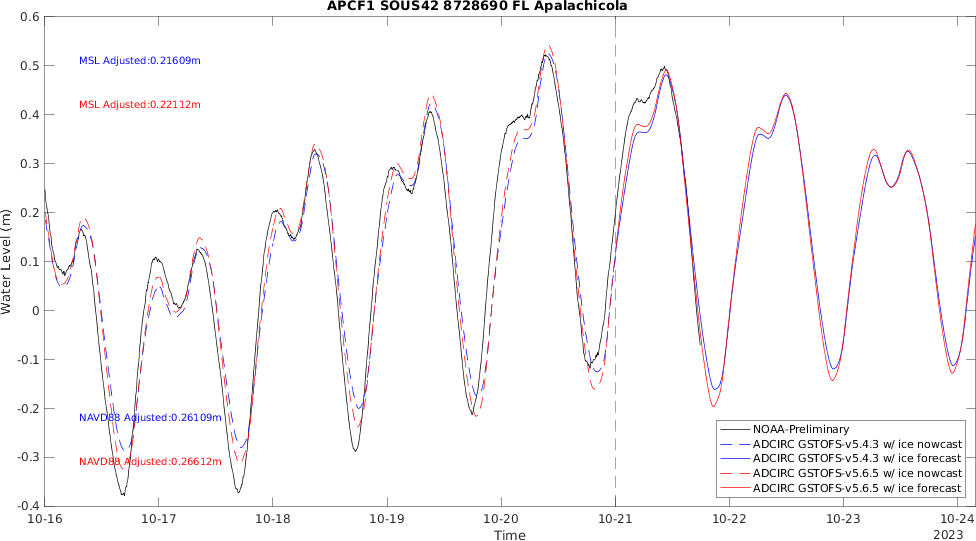 APCF1 SOUS42 8728690 FL Apalachicola
0.6
0.5
0.4
0.3
0.2
0.1
0
-0.1
-0.2
-0.3
-0.4
Water Level (m)
MSL Adjusted:0.21609m
MSL Adjusted:0.22112m
NAVD88 Adjusted:0.26109m
NAVD88 Adjusted:0.26612m
NOAA-Preliminary
ADCIRC GSTOFS-v5.4.3 w/ ice nowcast
ADCIRC GSTOFS-v5.4.3 w/ ice forecast
ADCIRC GSTOFS-v5.6.5 w/ ice nowcast
ADCIRC GSTOFS-v5.6.5 w/ ice forecast
10-16 10-17 10-18 10-19 10-20 10-21 10-22 10-23 10-24
Time
2023